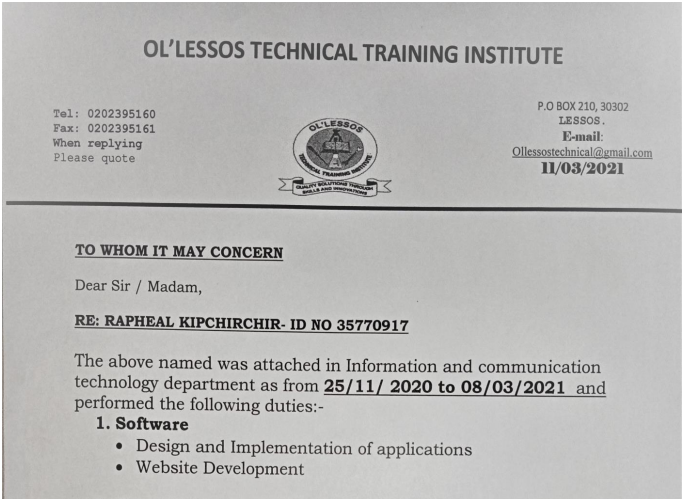 OL'LESSOS TECHNICAL TRAINING INSTITUTE
Tel: 0202395160
Fax: 0202395161
When replying
Please quote
OL'LESSOS
TECHNICAL TRAINING INSTITUTE
QUALITY SOLUTIONS THROUGH
SKILLS AND INNOVATIONS
P.O BOX 210, 30302
LESSOS.
E-mail:
Ollessostechnical@gmail.com
11/03/2021
TO WHOM IT MAY CONCERN
Dear Sir / Madam,
RE: RAPHEAL KIPCHIRCHIR- ID NO 35770917
The above named was attached in Information and communication
technology department as from 25/11/ 2020 to 08/03/2021 and
performed the following duties:-
1. Software
• Design and Implementation of applications
• Website Development